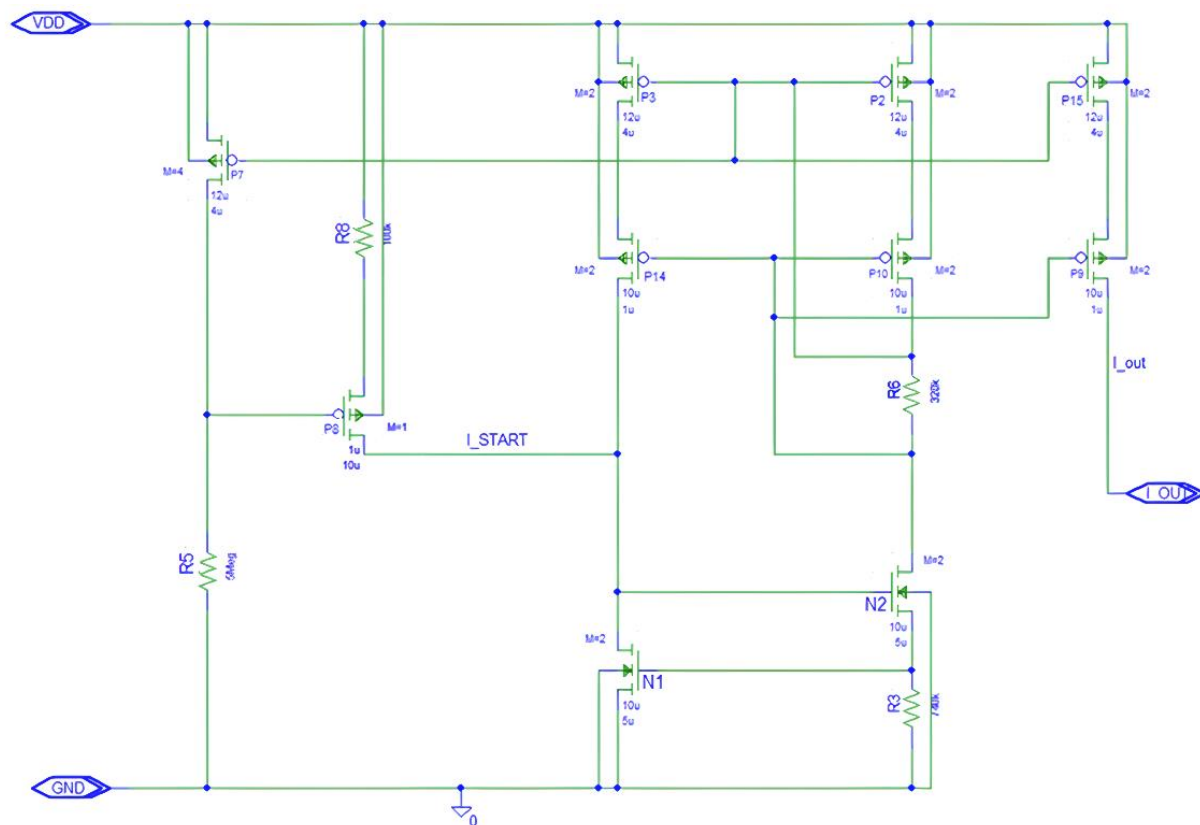 VDD
M=2
P3
12u
4u
P2
M=2
12u
4u
P15
M=2
12u
4u
M=4
P7
12u
4u
R8
100k
M=2
P14
10u
1u
P10
M=2
10u
1u
P9
M=2
10u
1u
I_out
R6
320k
P8
M=1
1u
10u
I_START
I_OUT
R5
5Meg
M=2
N2
10u
5u
M=2
N1
10u
5u
R3
740k
GND
0